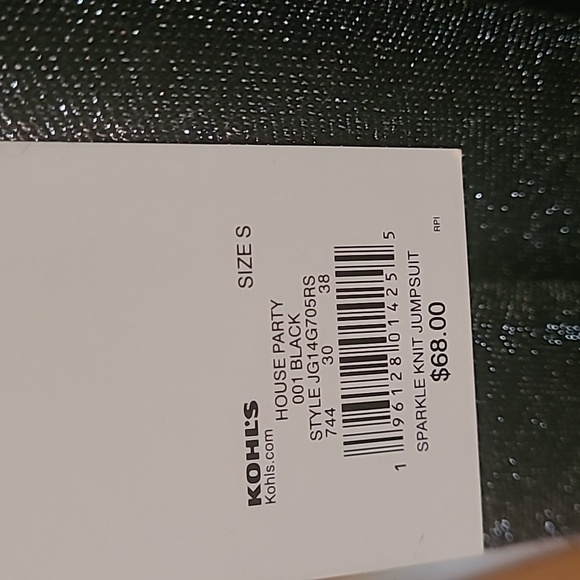 KOHL'S SIZE S
Kohls.com
HOUSE PARTY
001 BLACK
STYLE JG14G705RS
744 30 38
1 96128 01425 5
SPARKLE KNIT JUMPSUIT
$68.00
RPI